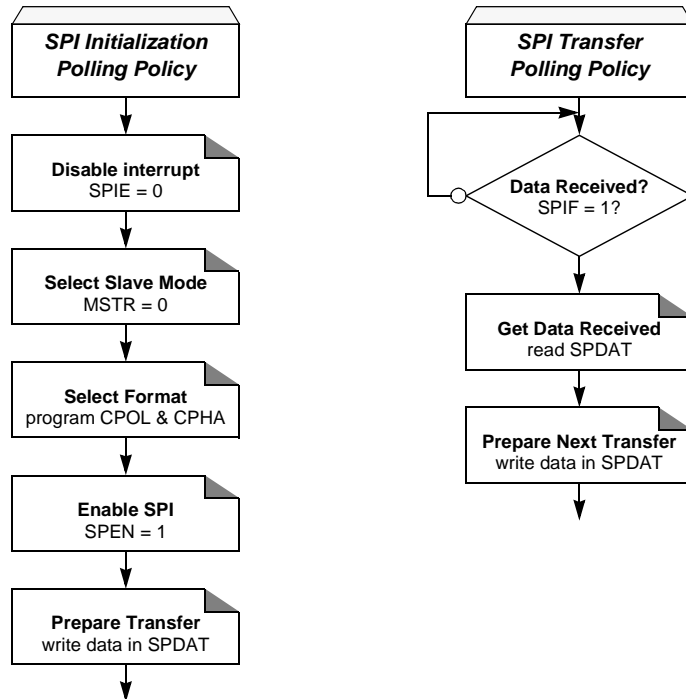 SPI Initialization
Polling Policy
Disable interrupt
SPIE = 0
Select Slave Mode
MSTR = 0
Select Format
program CPOL & CPHA
Enable SPI
SPEN = 1
Prepare Transfer
write data in SPDAT
SPI Transfer
Polling Policy
Data Received?
SPIF = 1?
Get Data Received
read SPDAT
Prepare Next Transfer
write data in SPDAT